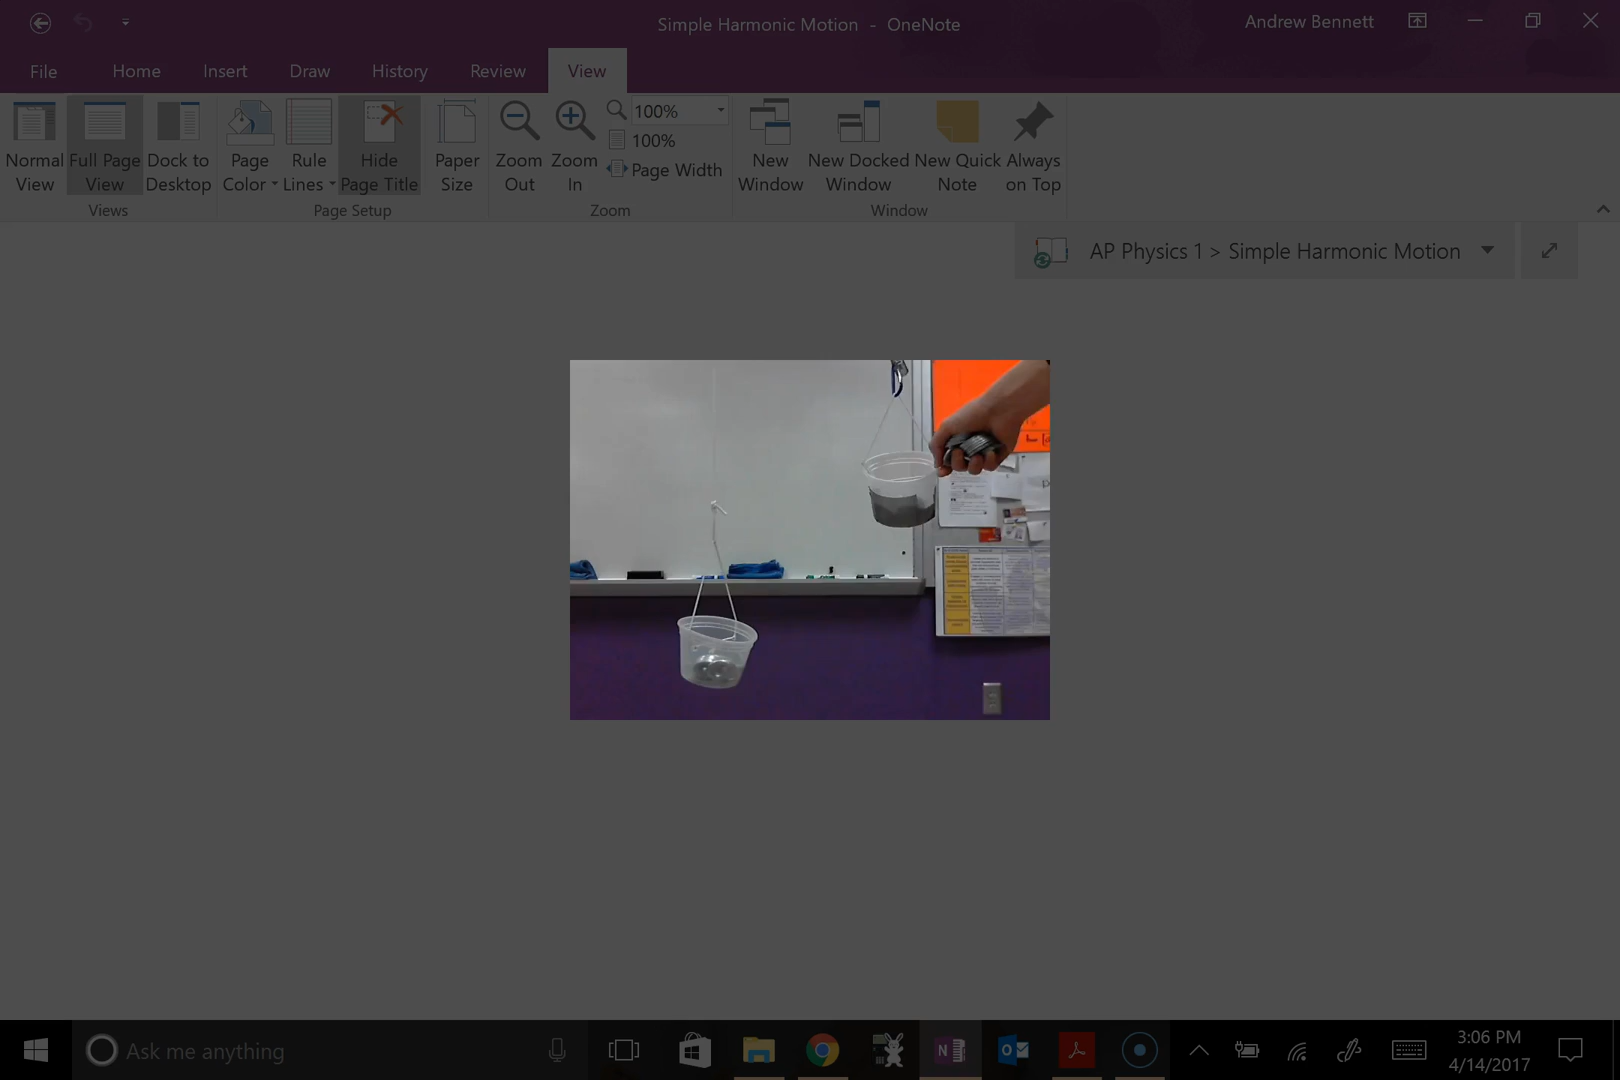 Simple Harmonic Motion - OneNote
Andrew Bennett
File Home Insert Draw History Review View
Normal View
Full Page View
Dock to Desktop
Page Color
Rule Lines
Hide Page Title
Paper Size
Zoom Out
Zoom In
100%
100%
Page Width
New Window
New Docked Window
New Quick Note
Always on Top
Views
Page Setup
Zoom
Window
AP Physics 1 > Simple Harmonic Motion
Ask me anything
3:06 PM
4/14/2017